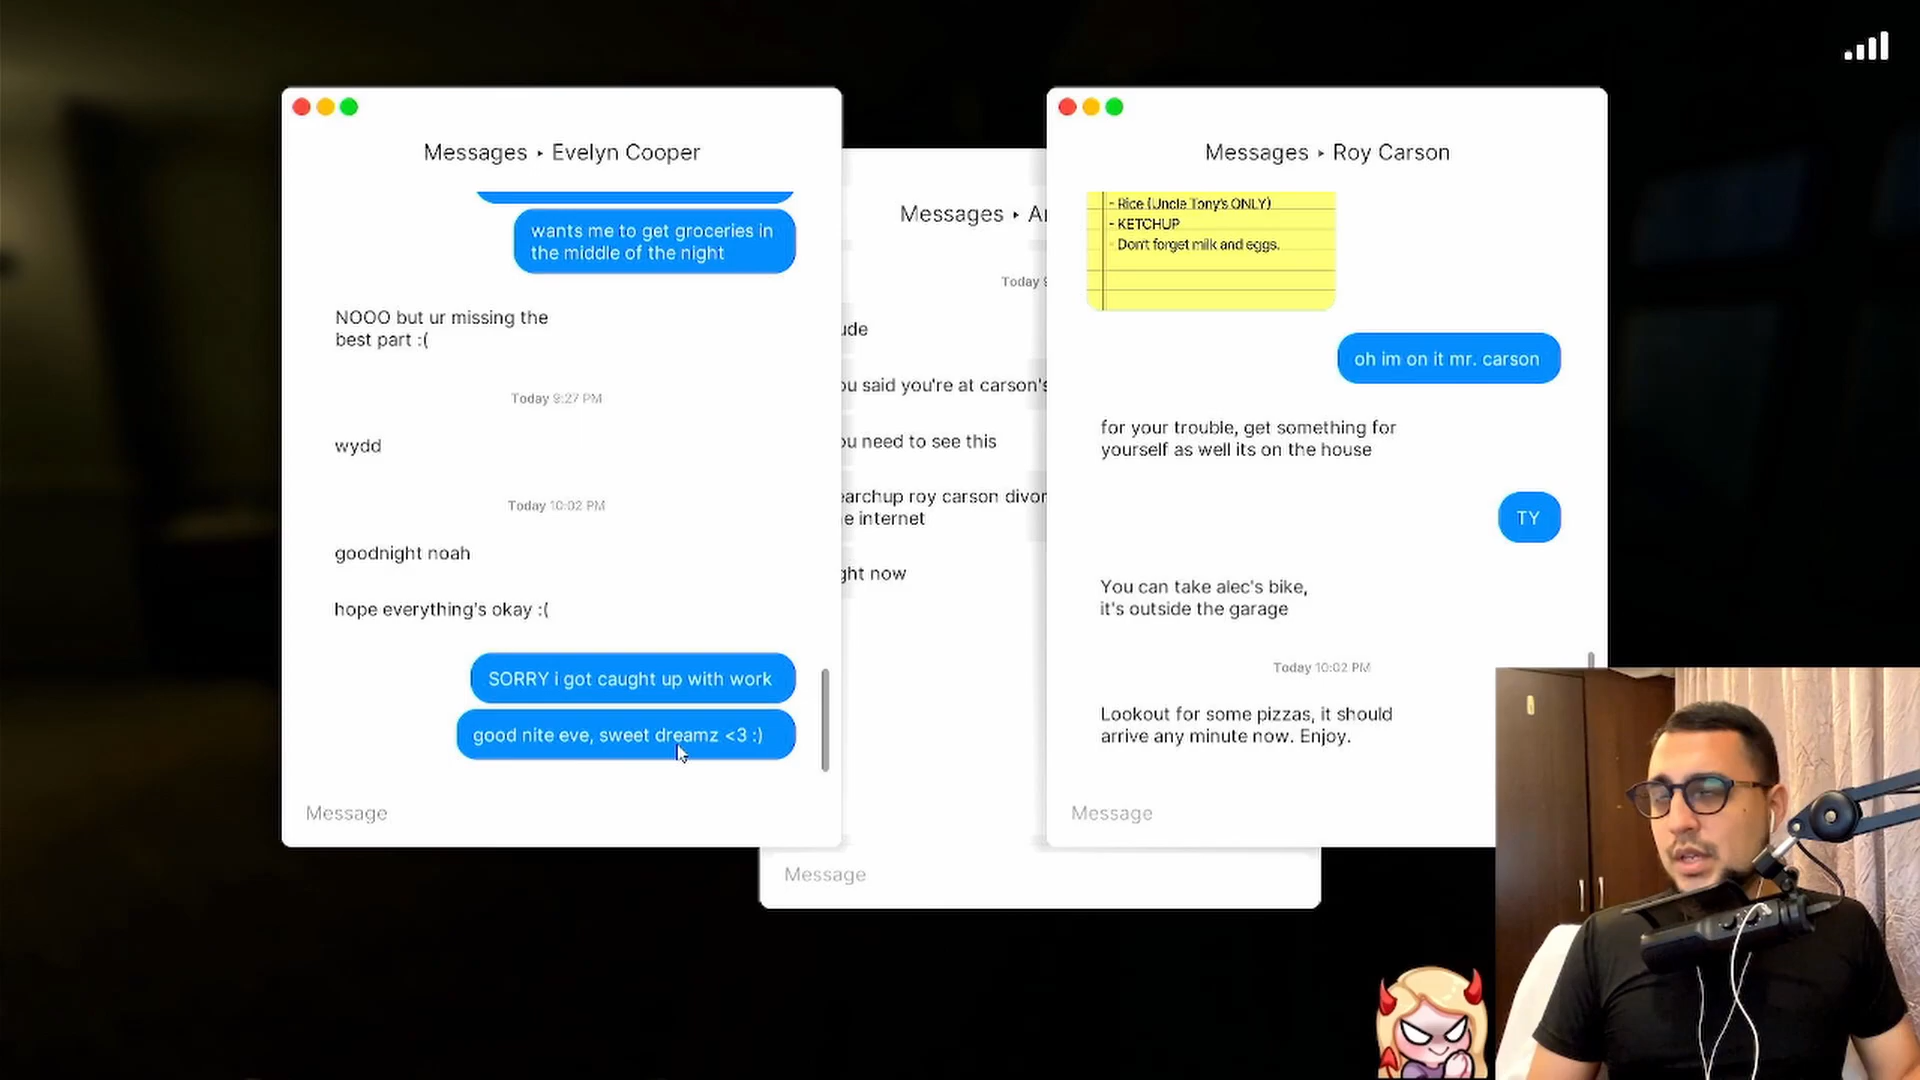 Messages ‣ Evelyn Cooper
wants me to get groceries in
the middle of the night
NOOO but ur missing the
best part :(
Today 9:27 PM
wydd
Today 10:02 PM
goodnight noah
hope everything's okay :(
SORRY i got caught up with work
good nite eve, sweet dreamz <3 :)
Message
Messages ‣
Today
said you're at carson's
need to see this
roy carson
internet
now
Message
Messages ‣ Roy Carson
- Rice (Uncle Tony's ONLY)
- KETCHUP
- Don't forget milk and eggs.
oh im on it mr. carson
for your trouble, get something for
yourself as well its on the house
TY
You can take alec's bike,
it's outside the garage
Today 10:02 PM
Lookout for some pizzas, it should
arrive any minute now. Enjoy.
Message